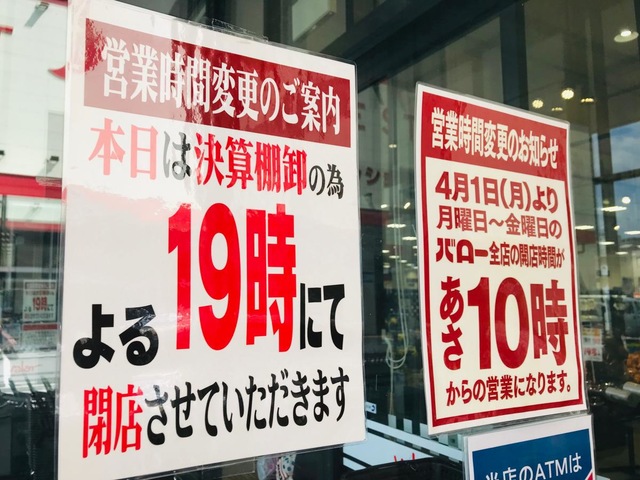 営業時間変更のご案内
本日は決算棚卸の為
よる19時にて
閉店させていただきます
営業時間変更のお知らせ
4月1日(月)より
月曜日～金曜日の
バロー全店の開店時間が
あさ10時
からの営業になります。
当店のATMは